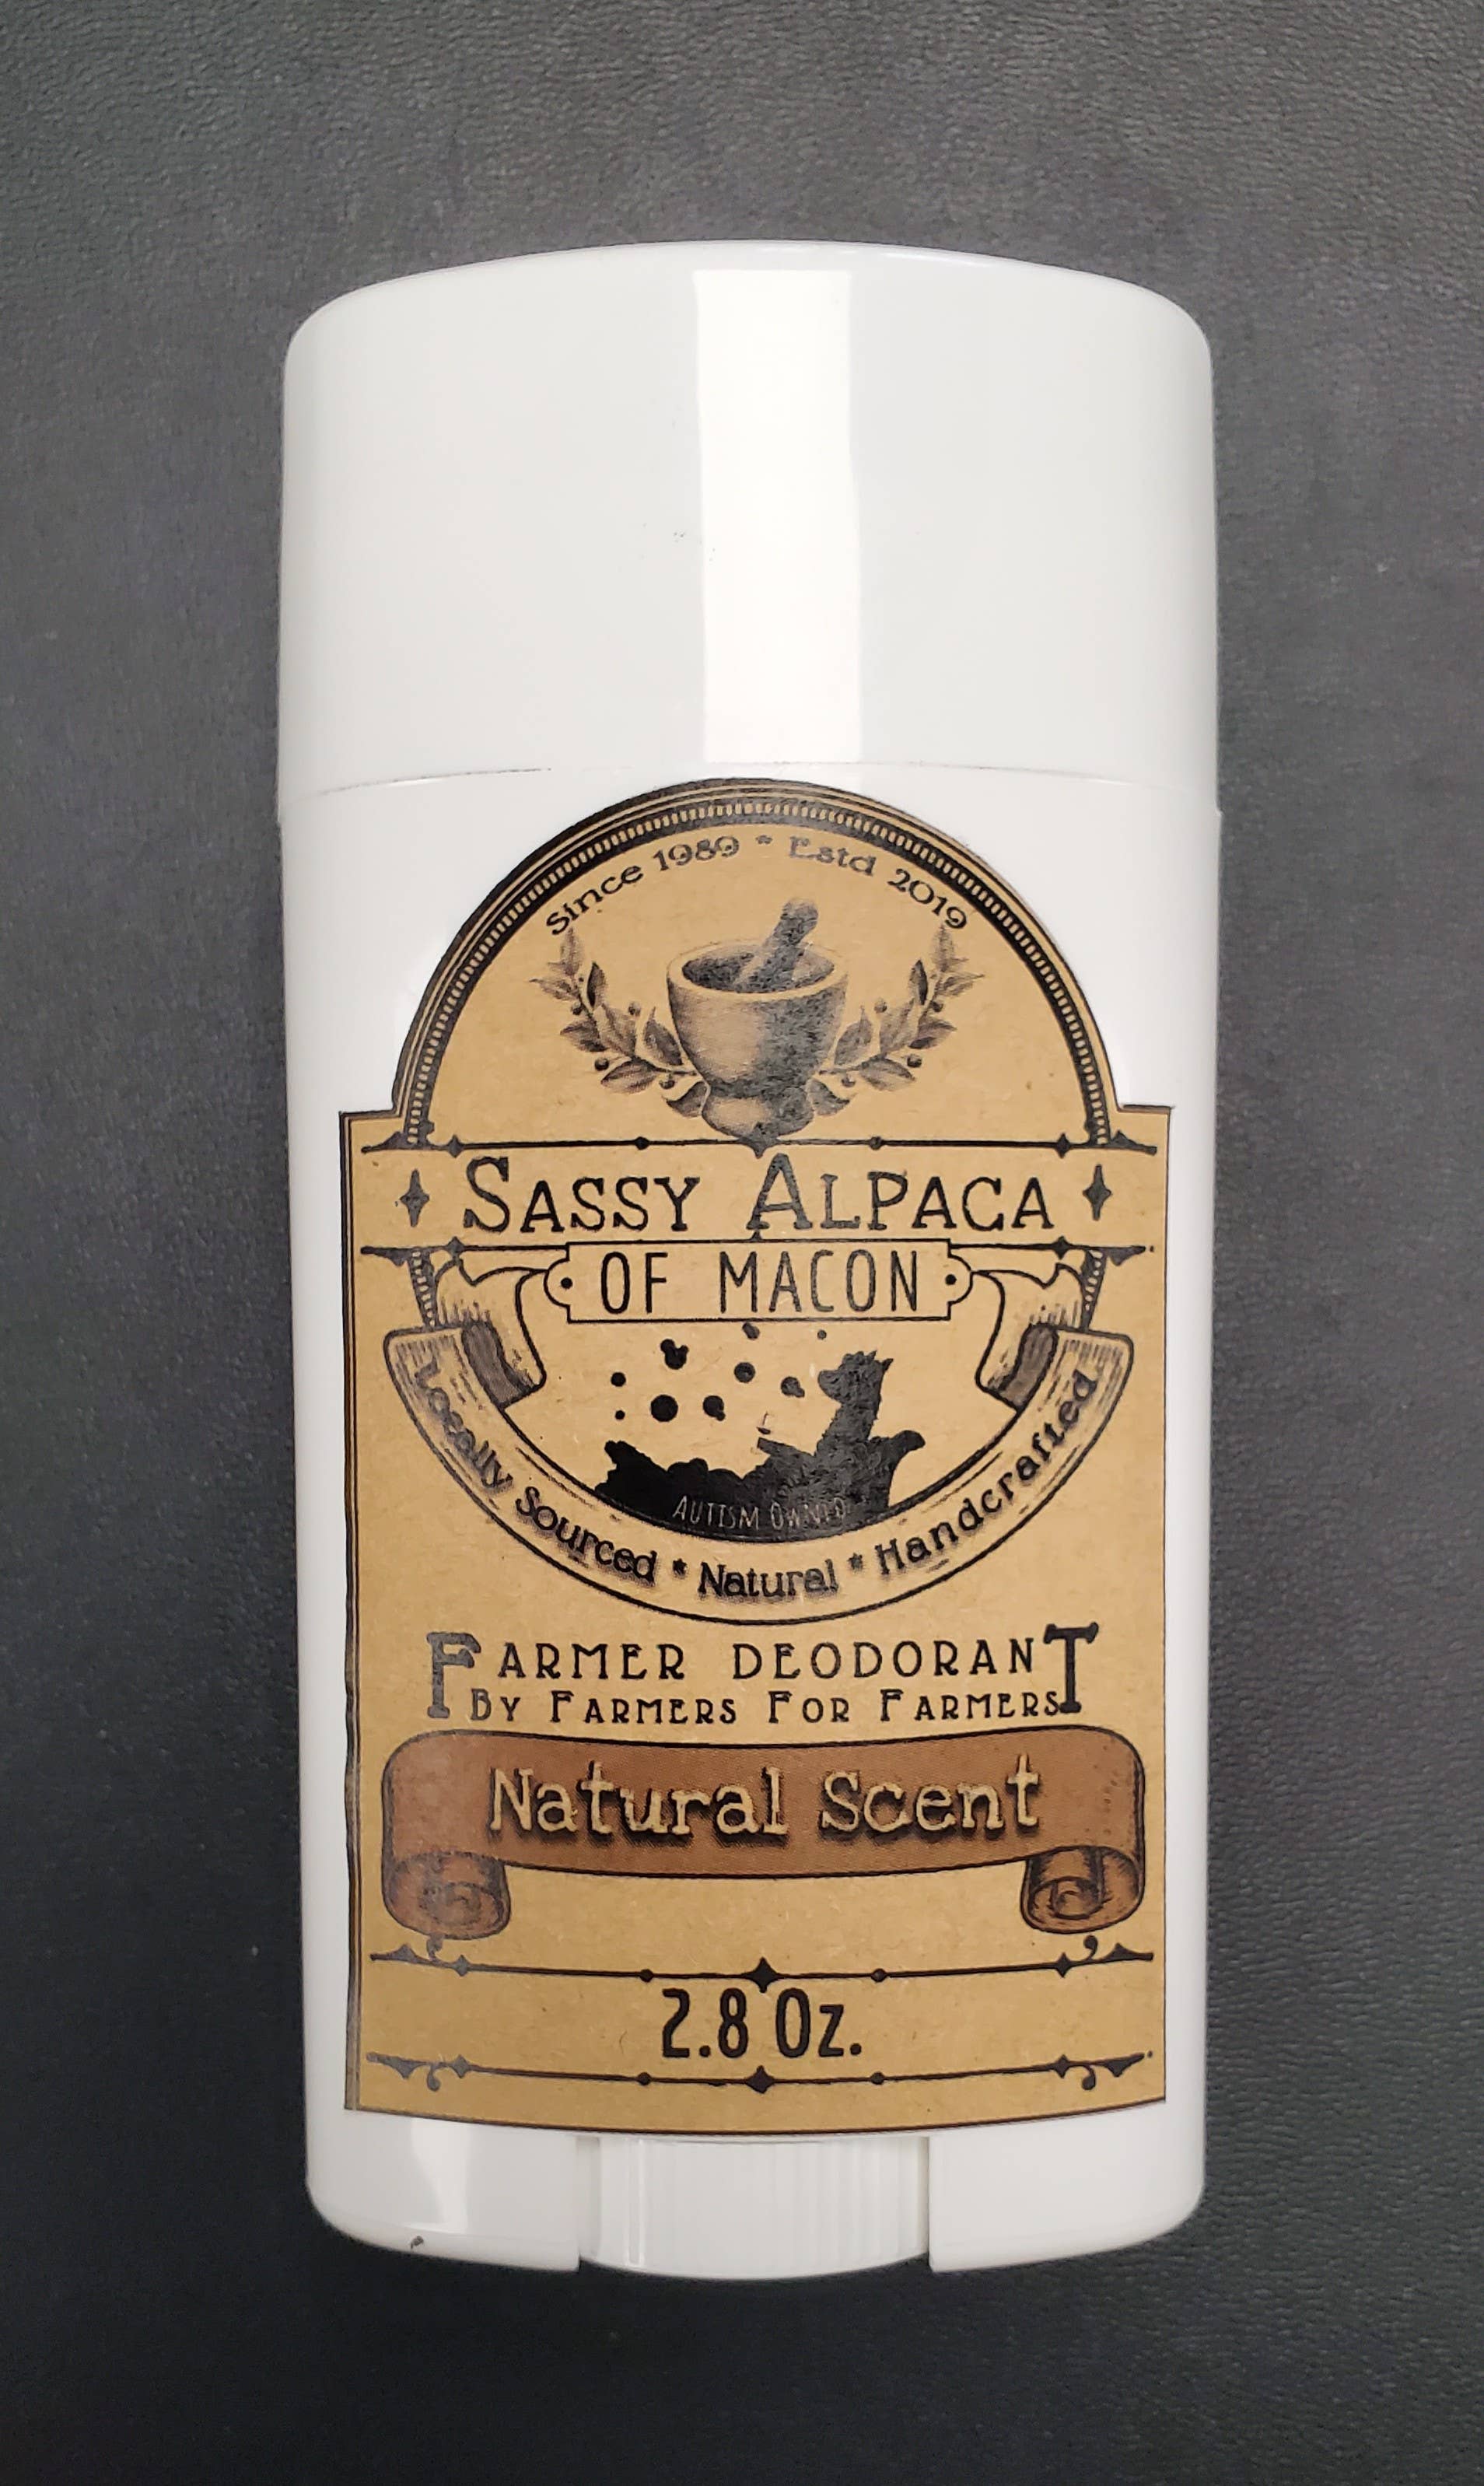 Since 1989 * Estd 2019
SASSY ALPACA
OF MACON
AUTISM OWNED
Locally Sourced * Natural * Handcrafted
FARMER DEODORANT
BY FARMERS FOR FARMERS
Natural Scent
2.8 Oz.